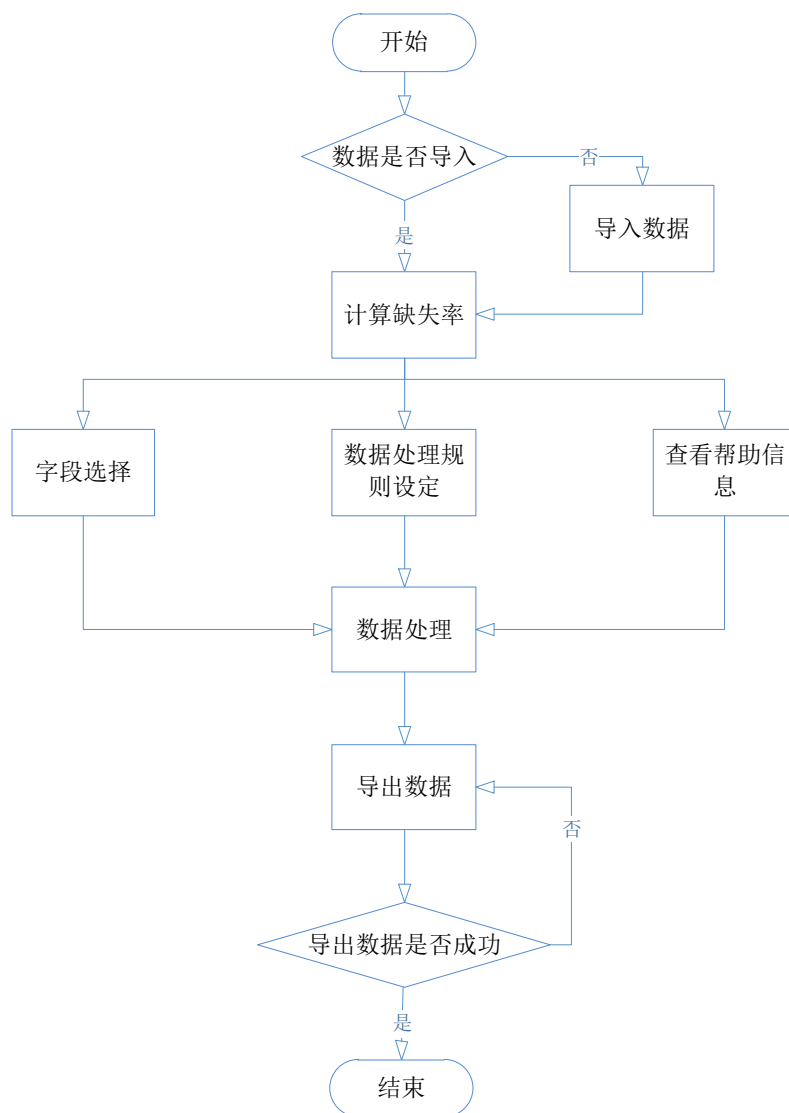 开始
数据是否导入
否
导入数据
是
计算缺失率
字段选择
数据处理规
则设定
查看帮助信
息
数据处理
导出数据
否
导出数据是否成功
是
结束